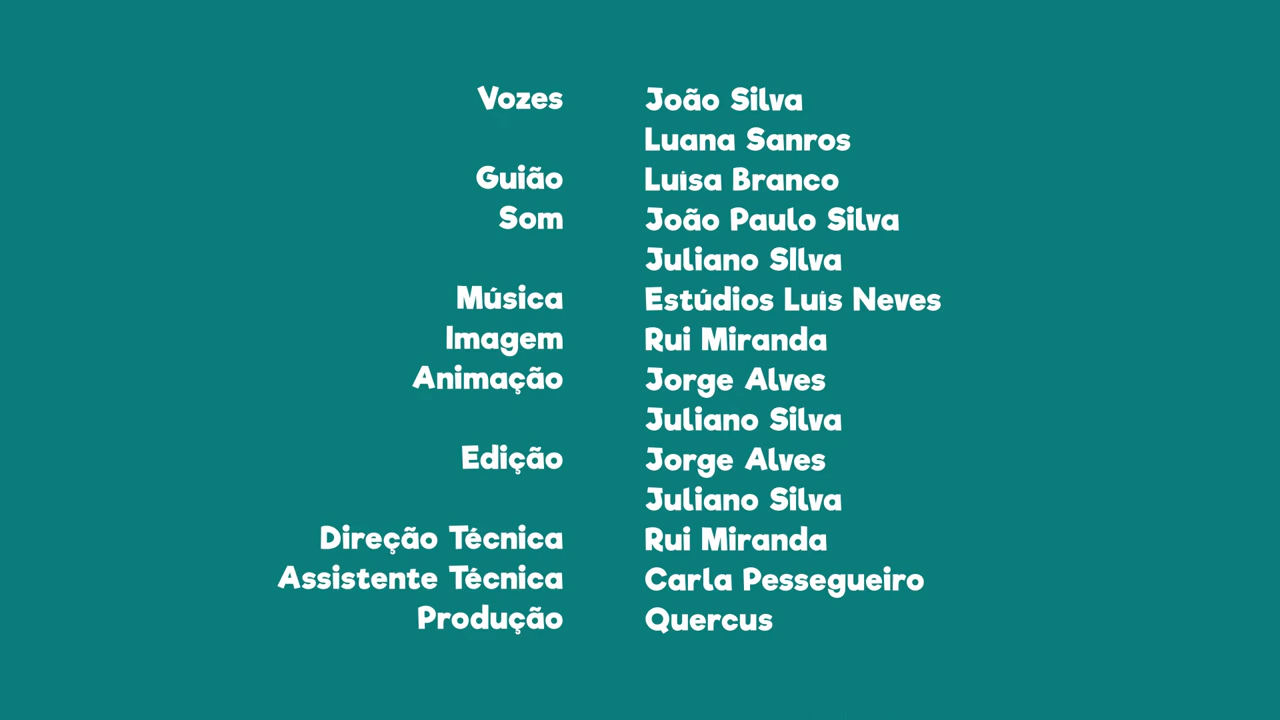 Vozes João Silva
Luana Sanros
Guião Luísa Branco
Som João Paulo Silva
Juliano SIlva
Música Estúdios Luís Neves
Imagem Rui Miranda
Animação Jorge Alves
Juliano Silva
Edição Jorge Alves
Juliano Silva
Direção Técnica Rui Miranda
Assistente Técnica Carla Pessegueiro
Produção Quercus